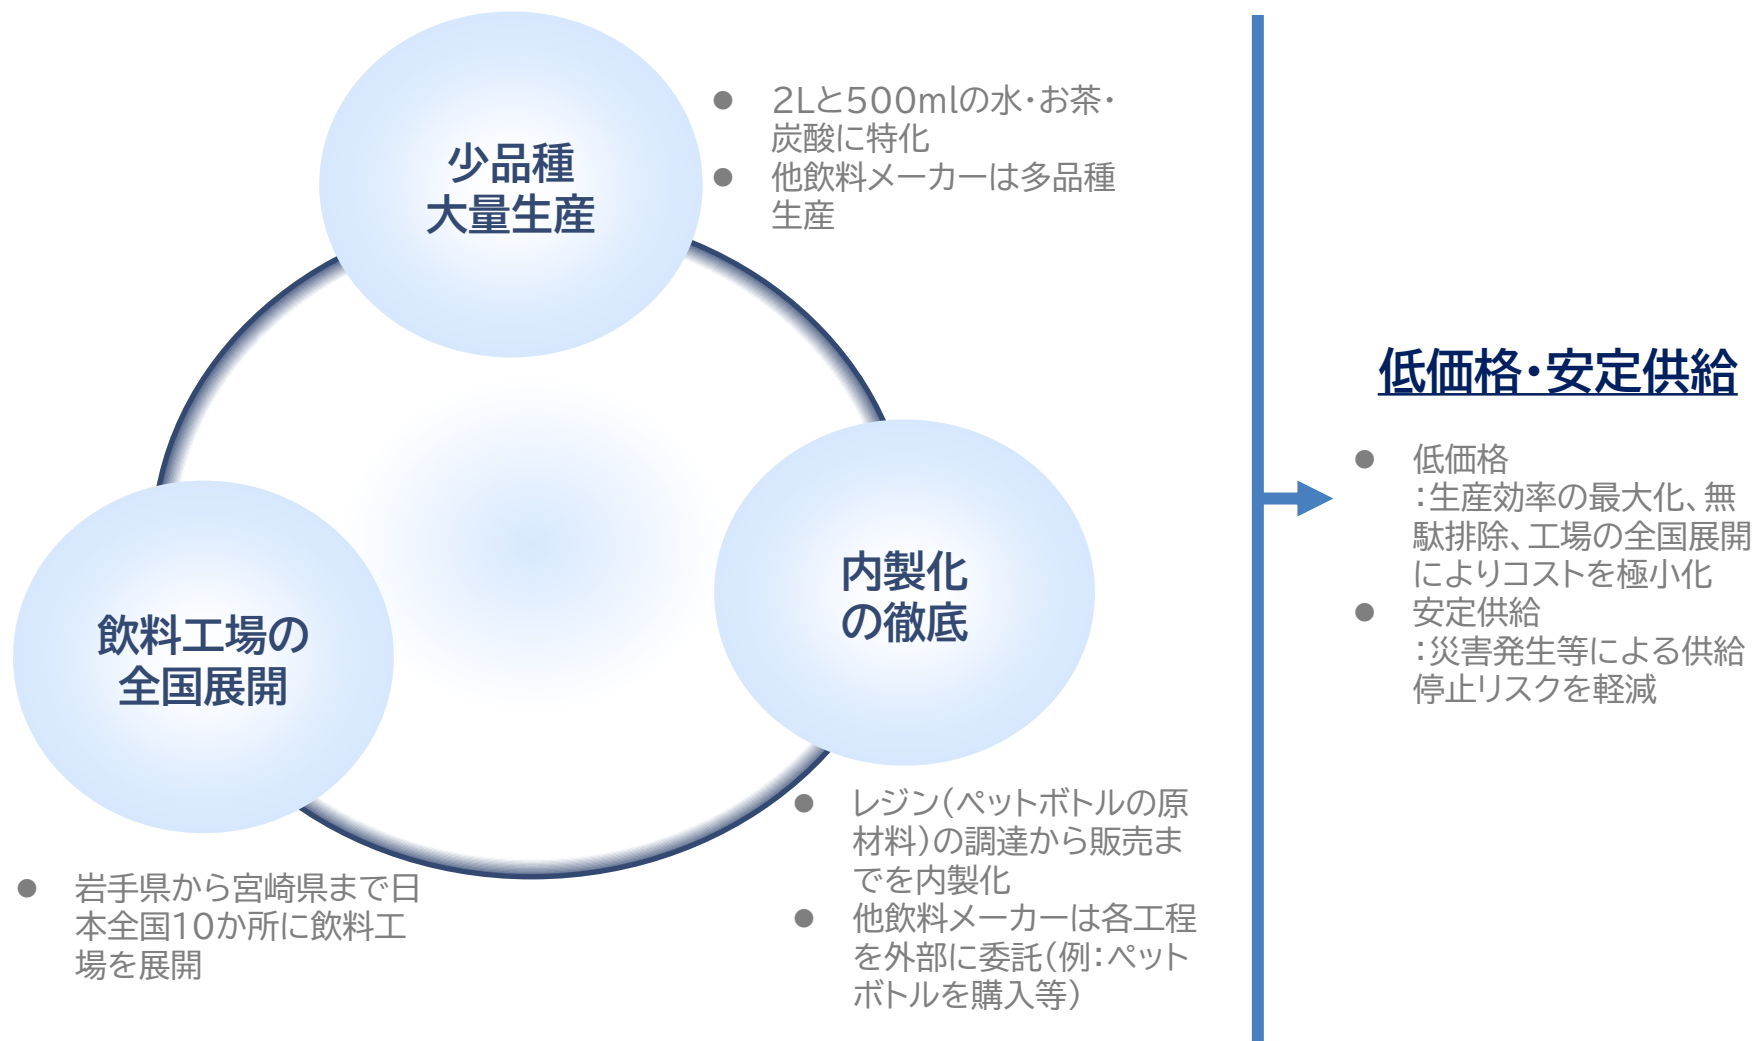 少品種
大量生産
● 2Lと500mlの水・お茶・
炭酸に特化
● 他飲料メーカーは多品種
生産
内製化
の徹底
● レジン(ペットボトルの原
材料)の調達から販売ま
でを内製化
● 他飲料メーカーは各工程
を外部に委託(例:ペット
ボトルを購入等)
飲料工場の
全国展開
● 岩手県から宮崎県まで日
本全国10か所に飲料工
場を展開
低価格・安定供給
● 低価格
:生産効率の最大化、無
駄排除、工場の全国展開
によりコストを極小化
● 安定供給
:災害発生等による供給
停止リスクを軽減